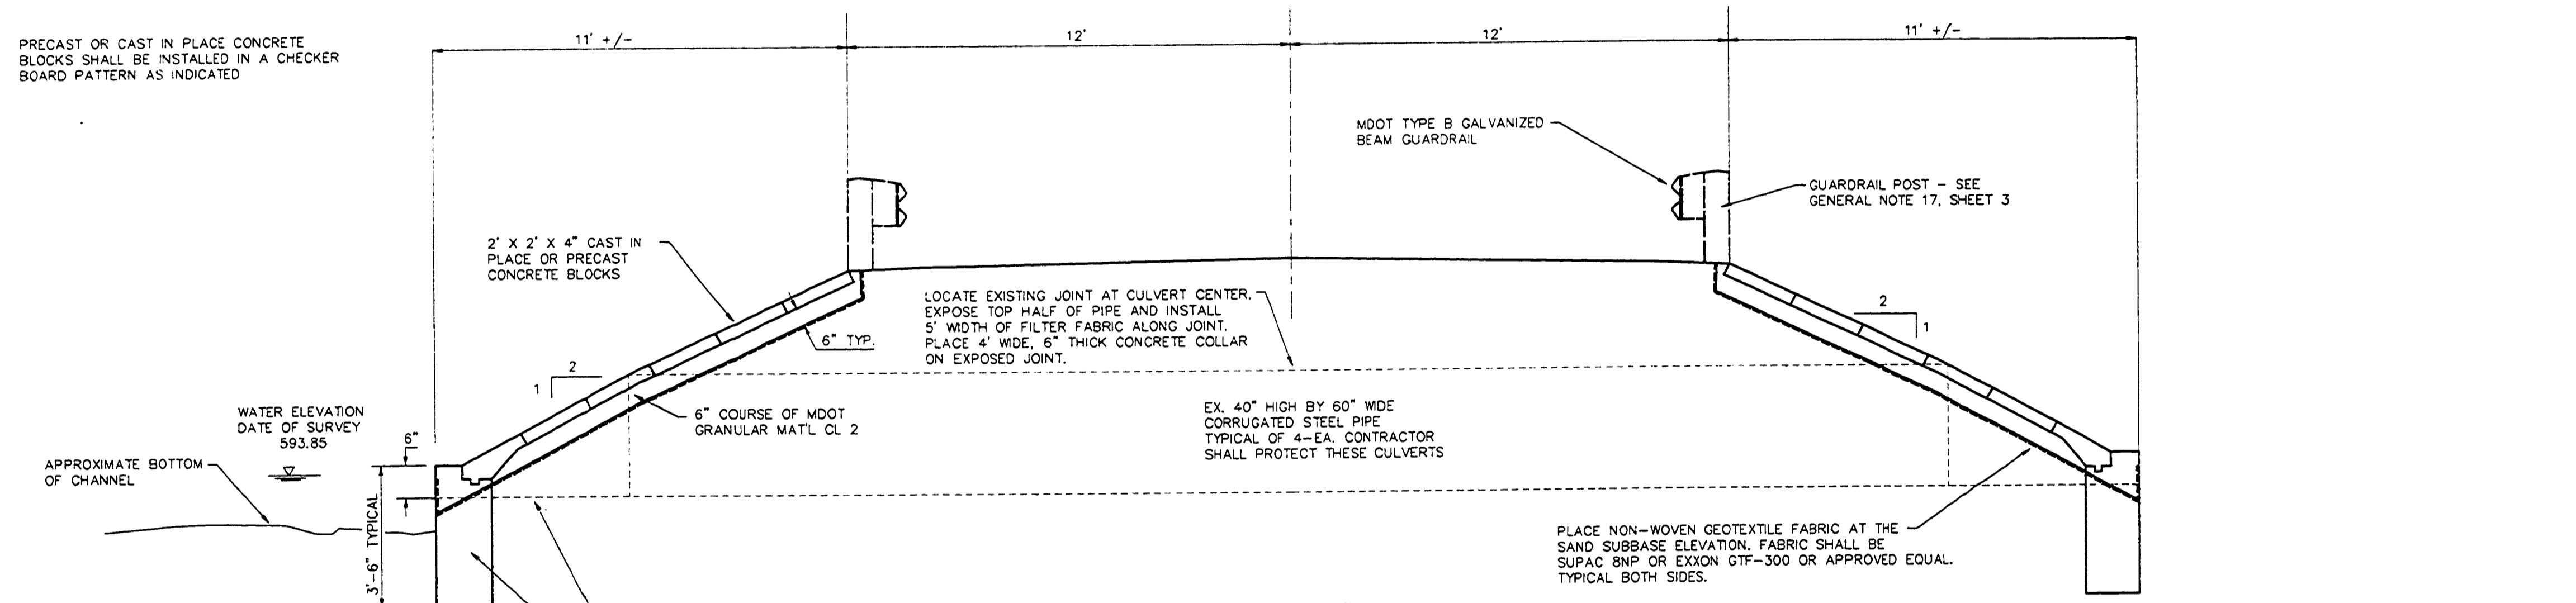 11' +/-
12'
12'
11' +/-
PRECAST OR CAST IN PLACE CONCRETE
BLOCKS SHALL BE INSTALLED IN A CHECKER
BOARD PATTERN AS INDICATED
MDOT TYPE B GALVANIZED
BEAM GUARDRAIL
GUARDRAIL POST - SEE
GENERAL NOTE 17, SHEET 3
2' X 2' X 4" CAST IN
PLACE OR PRECAST
CONCRETE BLOCKS
LOCATE EXISTING JOINT AT CULVERT CENTER.
EXPOSE TOP HALF OF PIPE AND INSTALL
5' WIDTH OF FILTER FABRIC ALONG JOINT.
PLACE 4' WIDE, 6" THICK CONCRETE COLLAR
ON EXPOSED JOINT.
6" TYP.
2
1
2
1
6" COURSE OF MDOT
GRANULAR MAT'L CL 2
EX. 40" HIGH BY 60" WIDE
CORRUGATED STEEL PIPE
TYPICAL OF 4-EA. CONTRACTOR
SHALL PROTECT THESE CULVERTS
WATER ELEVATION
DATE OF SURVEY
593.85
6"
APPROXIMATE BOTTOM
OF CHANNEL
3'-6" TYPICAL
PLACE NON-WOVEN GEOTEXTILE FABRIC AT THE
SAND SUBBASE ELEVATION. FABRIC SHALL BE
SUPAC 8NP OR EXXON GTF-300 OR APPROVED EQUAL.
TYPICAL BOTH SIDES.